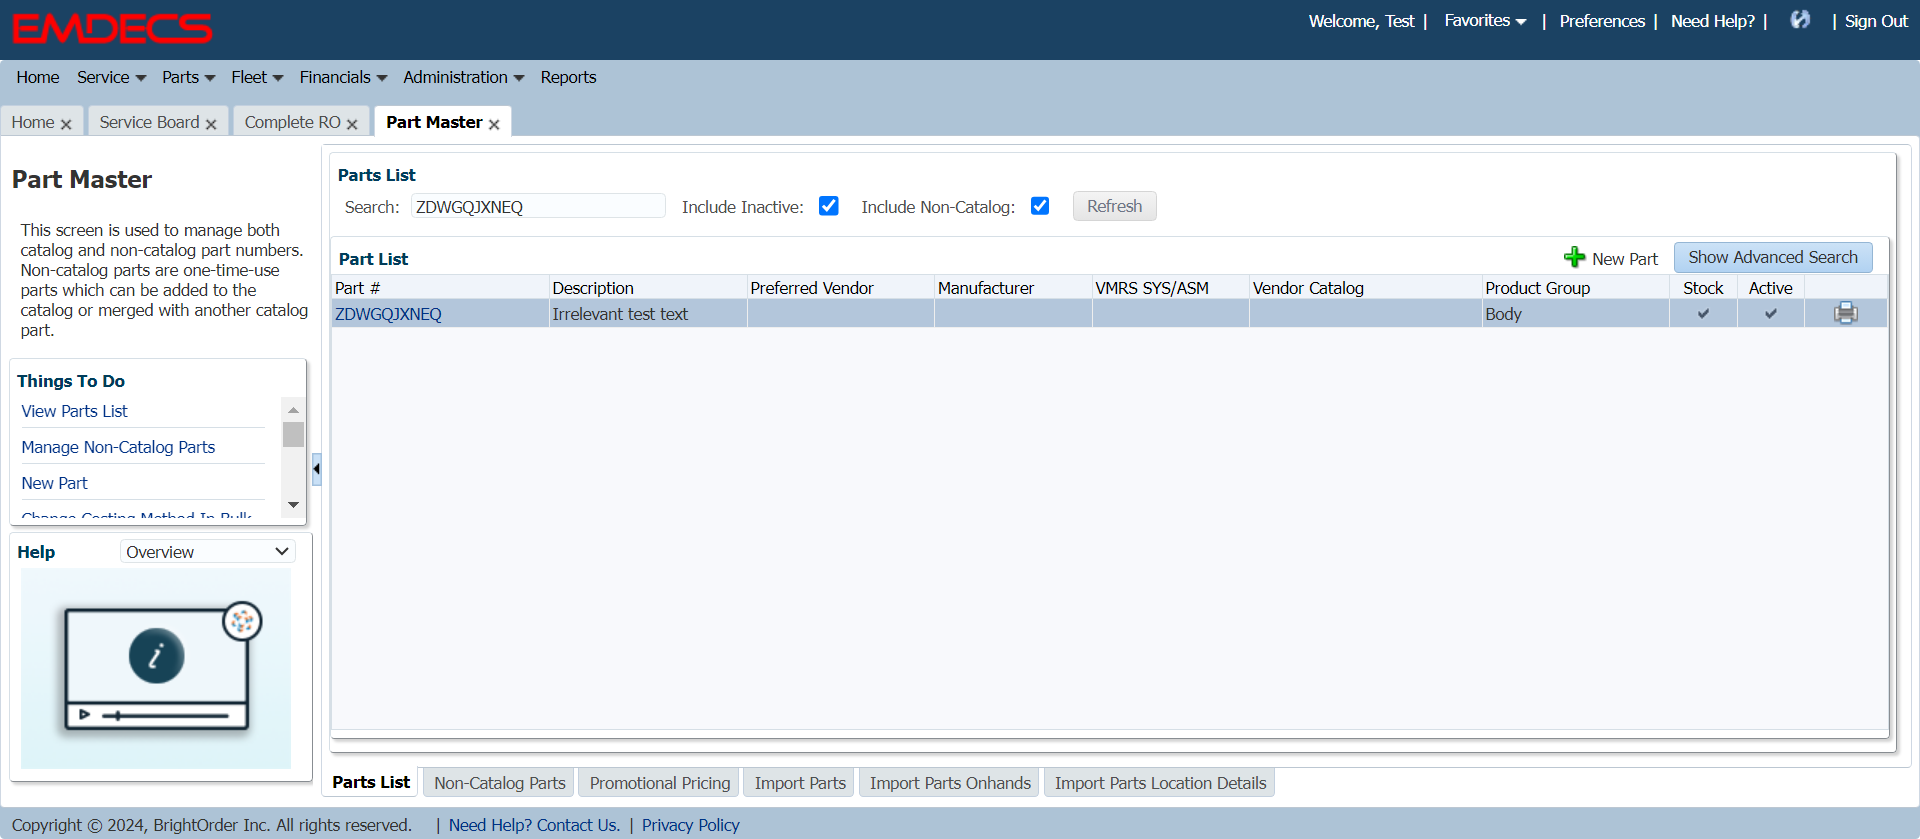 EMDECS
Welcome, Test | Favorites | Preferences | Need Help? | | Sign Out
Home Service Parts Fleet Financials Administration Reports
Home Service Board Complete RO Part Master
Part Master
This screen is used to manage both
catalog and non-catalog part numbers.
Non-catalog parts are one-time-use
parts which can be added to the
catalog or merged with another catalog
part.
Things To Do
View Parts List
Manage Non-Catalog Parts
New Part
Change Costing Method In Bulk
Help Overview
i
Parts List
Search: ZDWGQJXNEQ Include Inactive: Include Non-Catalog: Refresh
Part List New Part Show Advanced Search
Part # Description Preferred Vendor Manufacturer VMRS SYS/ASM Vendor Catalog Product Group Stock Active
ZDWGQJXNEQ Irrelevant test text Body
Parts List Non-Catalog Parts Promotional Pricing Import Parts Import Parts Onhands Import Parts Location Details
Copyright © 2024, BrightOrder Inc. All rights reserved. | Need Help? Contact Us. | Privacy Policy